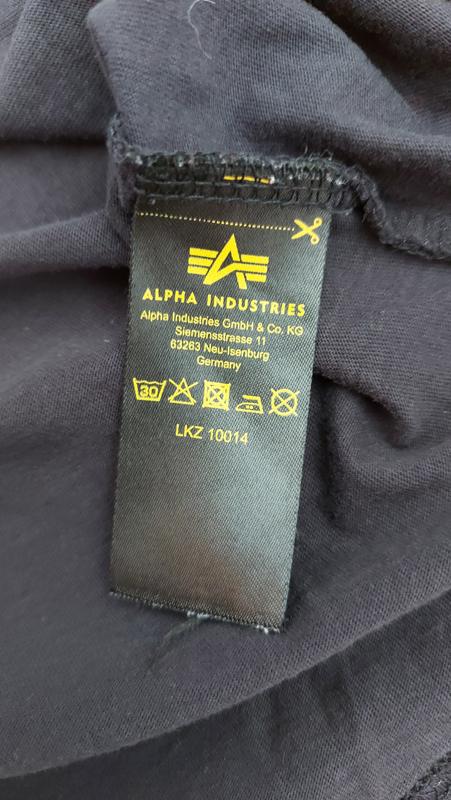 ALPHA INDUSTRIES
Alpha Industries GmbH & Co. KG
Siemensstrasse 11
63263 Neu-Isenburg
Germany
30
LKZ 10014